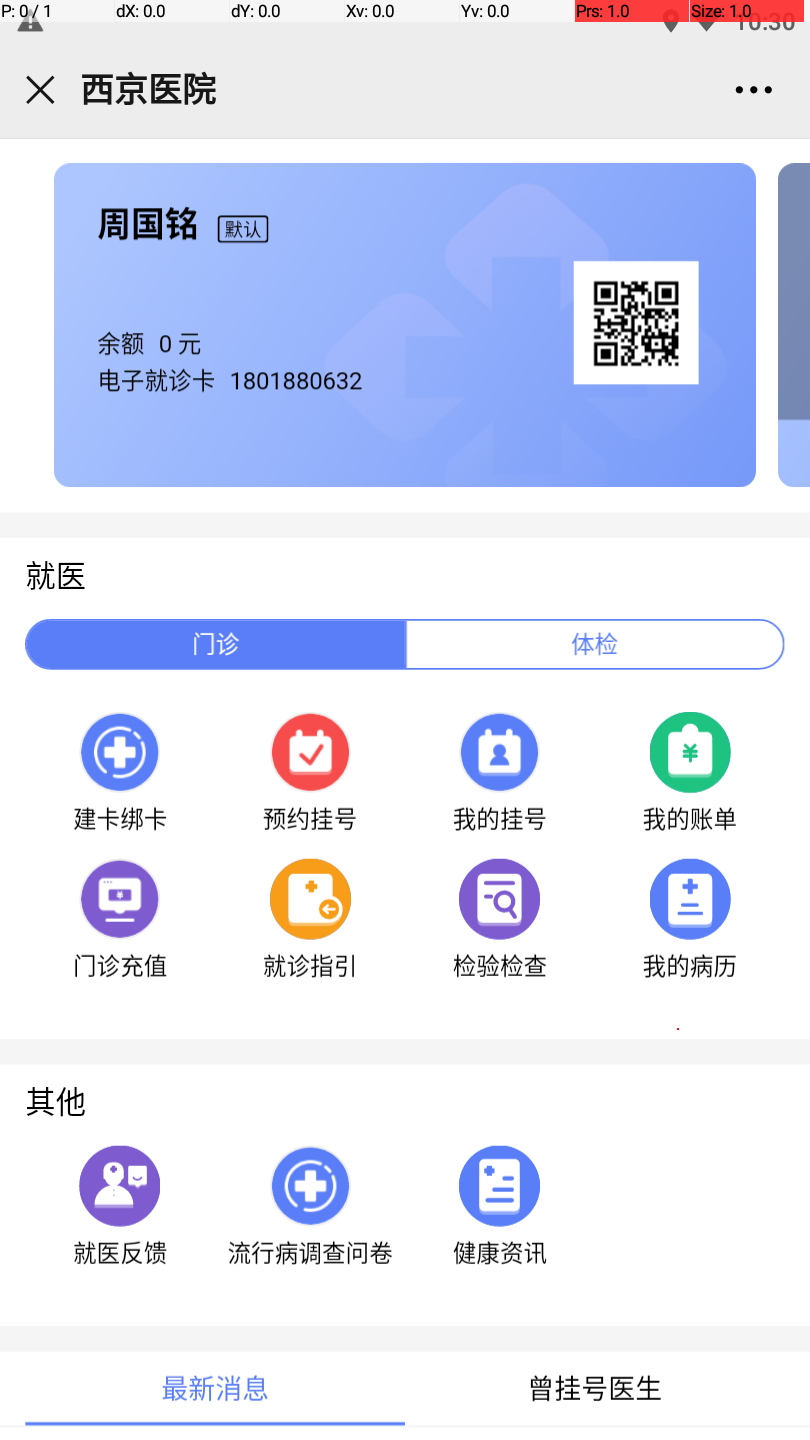 P: 0 / 1 dX: 0.0 dY: 0.0 Xv: 0.0 Yv: 0.0 Prs: 1.0 Size: 1.0
10:30
西京医院
周国铭 默认
余额 0 元
电子就诊卡 1801880632
就医
门诊 体检
建卡绑卡 预约挂号 我的挂号 我的账单
门诊充值 就诊指引 检验检查 我的病历
其他
就医反馈 流行病调查问卷 健康资讯
最新消息 曾挂号医生